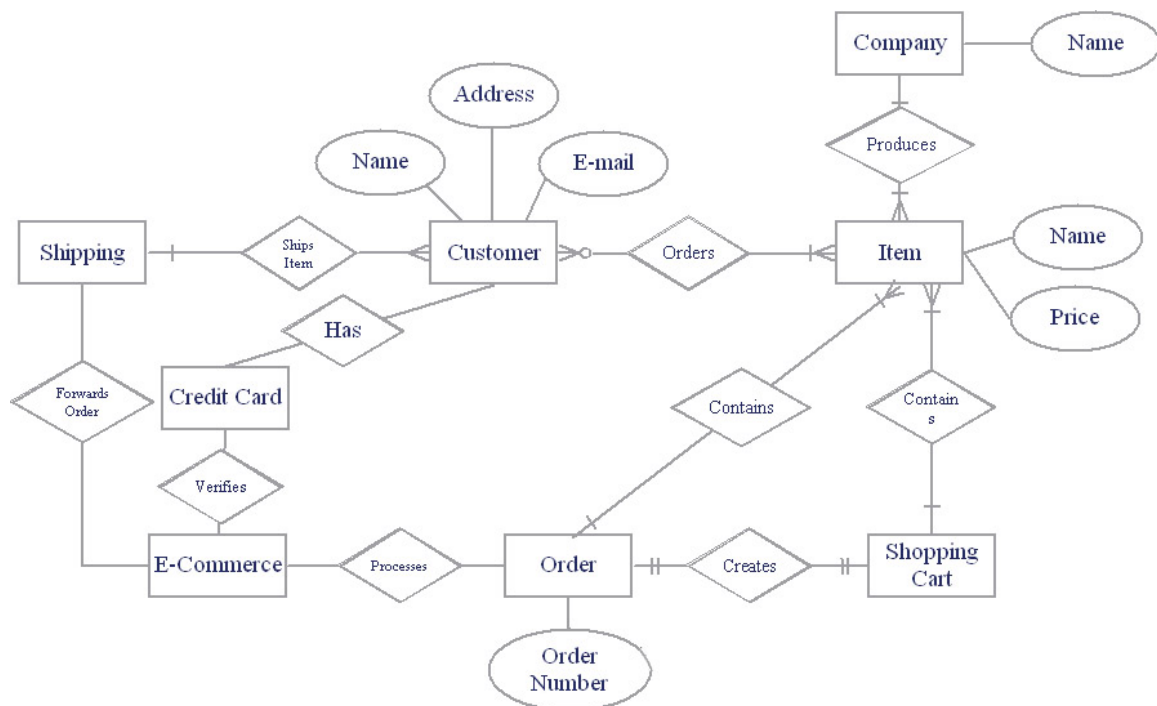 Company
Name
Address
Produces
Name
E-mail
Shipping
Ships
Item
Customer
Orders
Item
Name
Price
Has
Forwards
Order
Credit Card
Contains
Contain
s
Verifies
E-Commerce
Processes
Order
Creates
Shopping
Cart
Order
Number